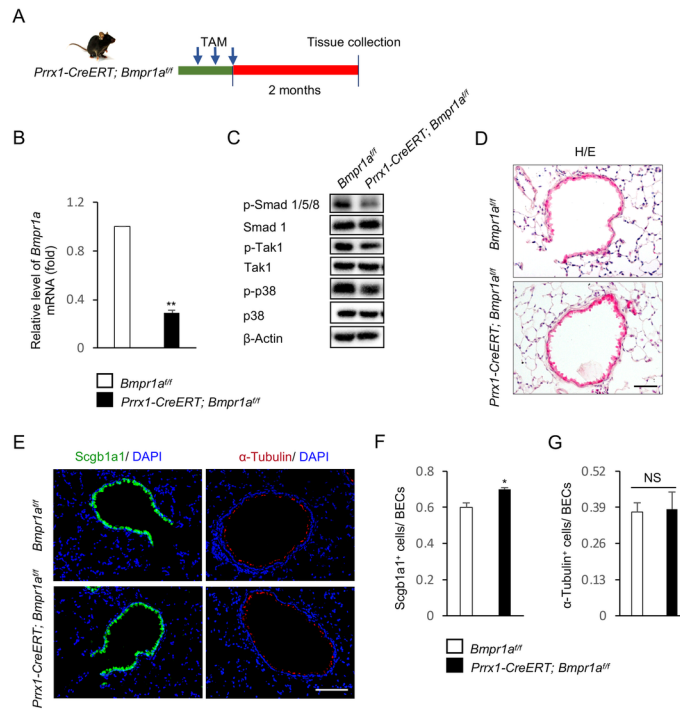 A
TAM
Tissue collection
Prrx1-CreERT; Bmpr1a^f/f
2 months
B
Relative level of Bmpr1a
mRNA (fold)
1.2
0.8
0.4
0
**
Bmpr1a^f/f
Prrx1-CreERT; Bmpr1a^f/f
C
Bmpr1a^f/f
Prrx1-CreERT; Bmpr1a^f/f
p-Smad 1/5/8
Smad 1
p-Tak1
Tak1
p-p38
p38
β-Actin
D
H/E
Bmpr1a^f/f
Prrx1-CreERT; Bmpr1a^f/f
E
Scgb1a1/ DAPI
α-Tubulin/ DAPI
Bmpr1a^f/f
Prrx1-CreERT; Bmpr1a^f/f
F
Scgb1a1⁺ cells/ BECs
0.8
0.6
0.4
0.2
0
*
G
α-Tubulin⁺ cells/ BECs
0.52
0.39
0.26
0.13
0
NS
Bmpr1a^f/f
Prrx1-CreERT; Bmpr1a^f/f